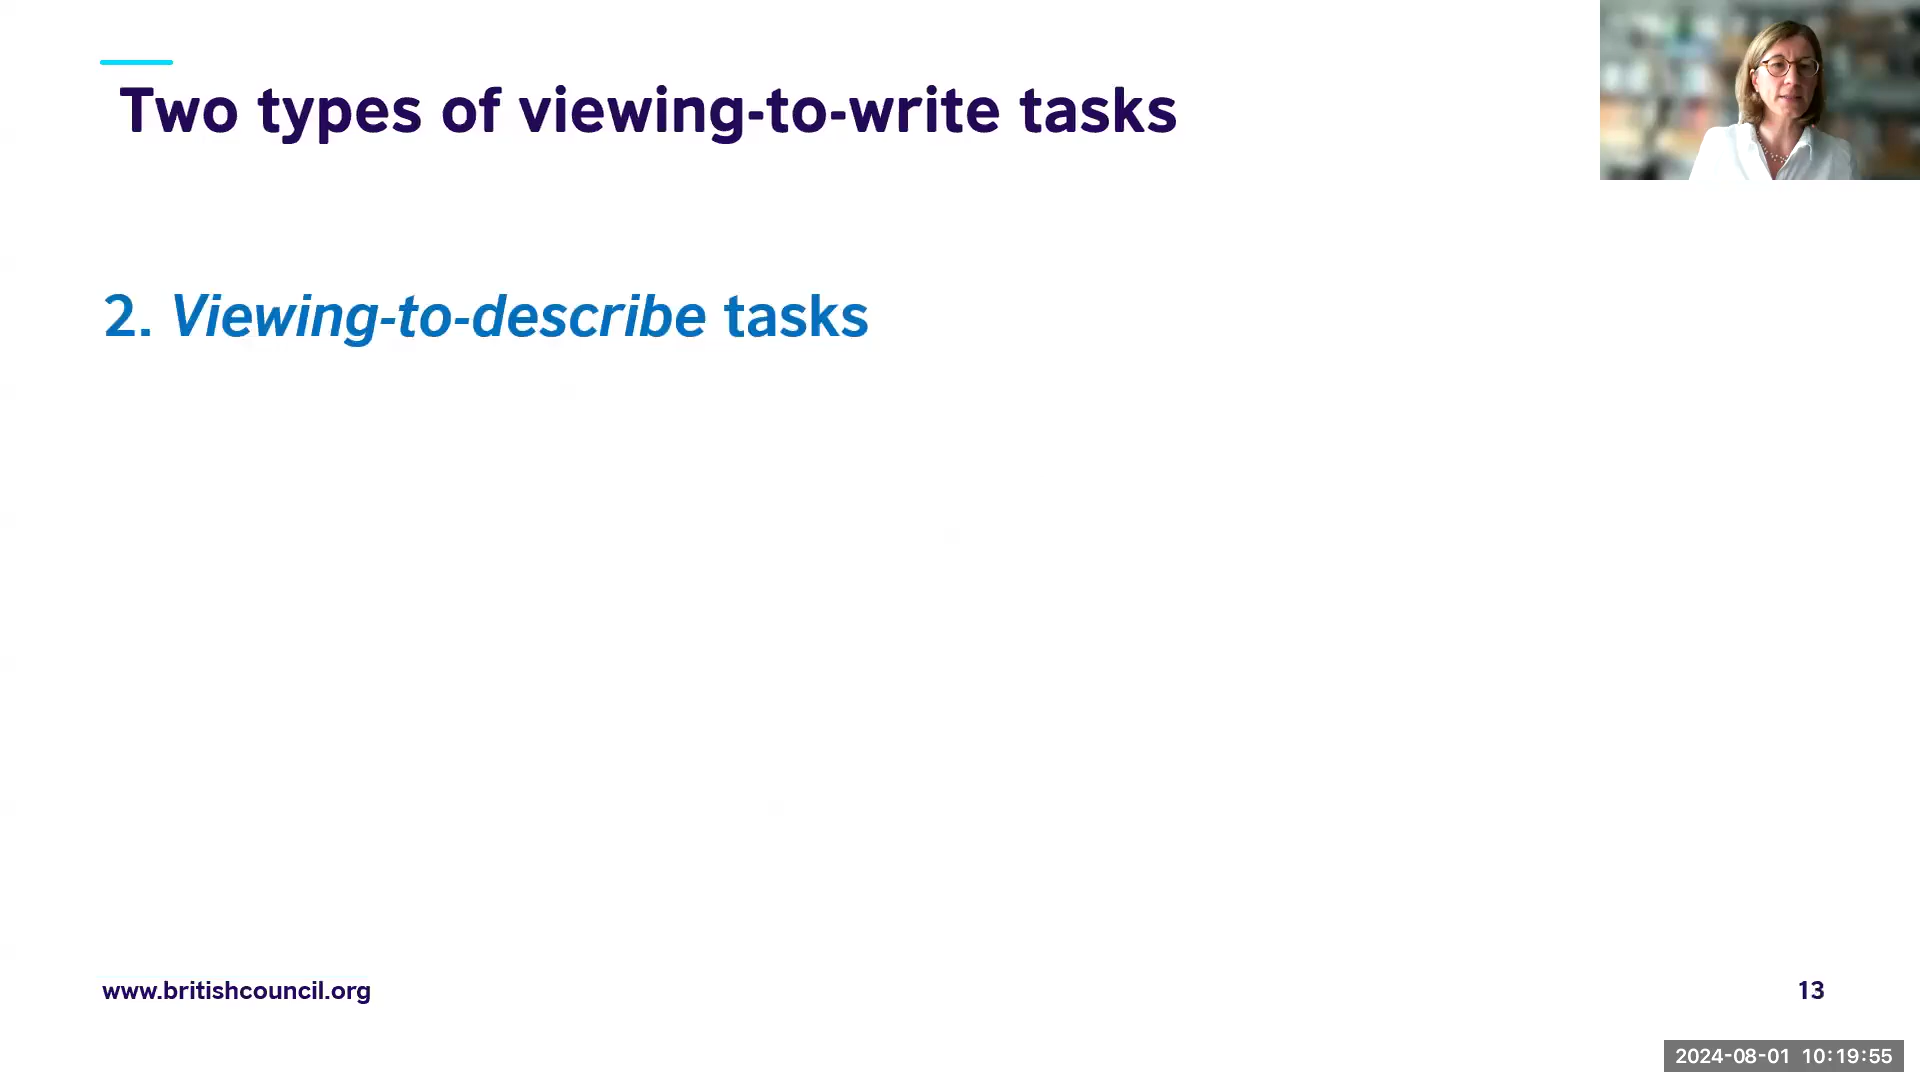 Two types of viewing-to-write tasks
2. Viewing-to-describe tasks
www.britishcouncil.org
13
2024-08-01 10:19:55